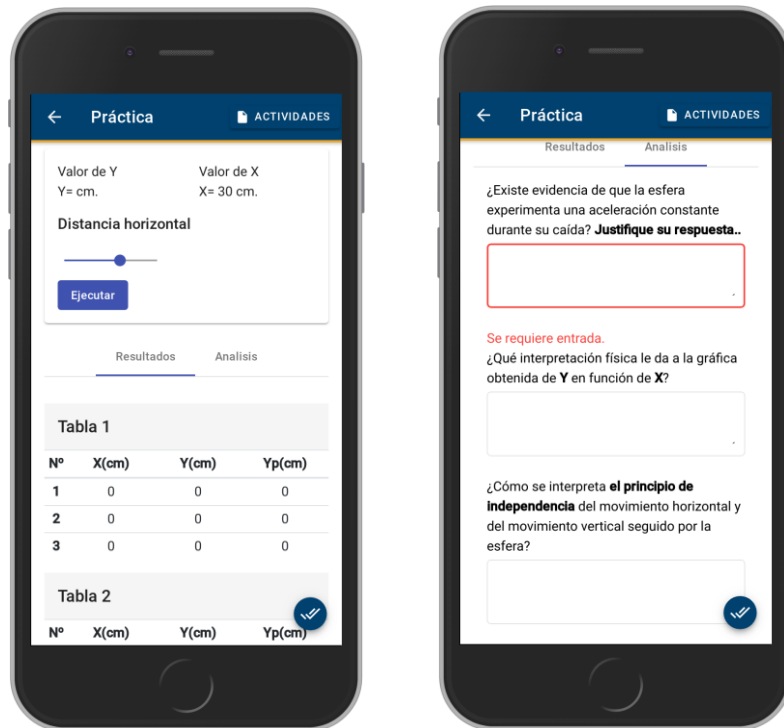 Práctica
ACTIVIDADES
Valor de Y
Valor de X
Y= cm.
X= 30 cm.
Distancia horizontal
Ejecutar
Resultados
Analisis
Tabla 1
Nº X(cm) Y(cm) Yp(cm)
1 0 0 0
2 0 0 0
3 0 0 0
Tabla 2
Nº X(cm) Y(cm) Yp(cm)
Práctica
ACTIVIDADES
Resultados
Analisis
¿Existe evidencia de que la esfera
experimenta una aceleración constante
durante su caída? Justifique su respuesta..
Se requiere entrada.
¿Qué interpretación física le da a la gráfica
obtenida de Y en función de X?
¿Cómo se interpreta el principio de
independencia del movimiento horizontal y
del movimiento vertical seguido por la
esfera?